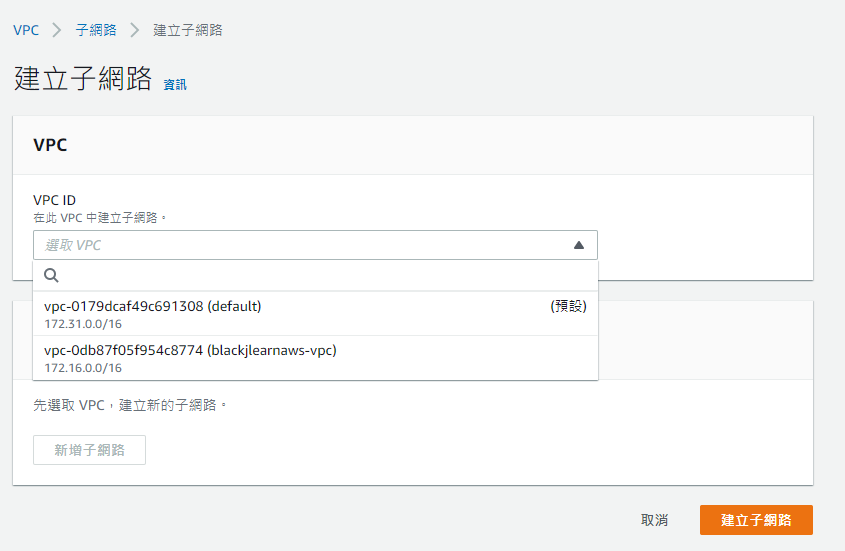 VPC > 子網路 > 建立子網路
建立子網路 資訊
VPC
VPC ID
在此 VPC 中建立子網路。
選取 VPC
vpc-0179dcaf49c691308 (default) (預設)
172.31.0.0/16
vpc-0db87f05f954c8774 (blackjlearnaws-vpc)
172.16.0.0/16
先選取 VPC，建立新的子網路。
新增子網路
取消 建立子網路